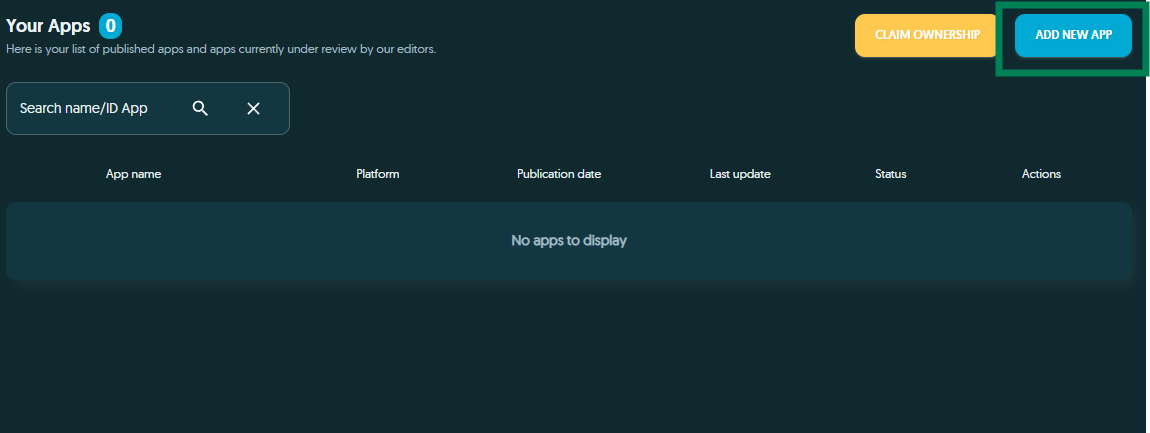 Your Apps 0
Here is your list of published apps and apps currently under review by our editors.
CLAIM OWNERSHIP
ADD NEW APP
Search name/ID App
App name Platform Publication date Last update Status Actions
No apps to display